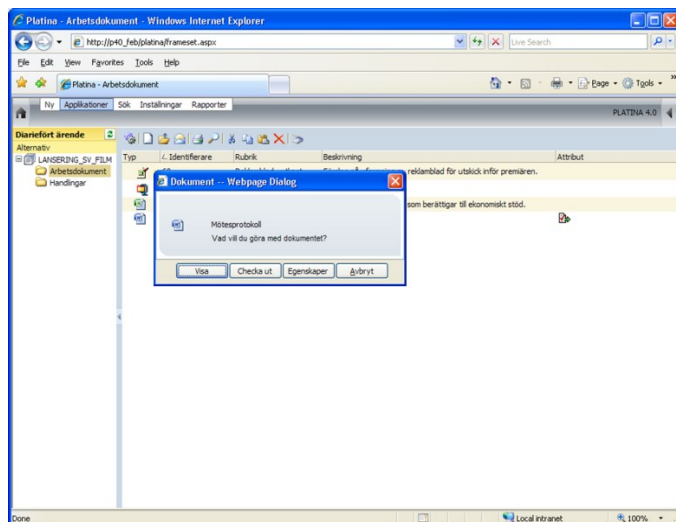 Platina - Arbetsdokument - Windows Internet Explorer
http://p40_feb/platina/frameset.aspx
Live Search
File Edit View Favorites Tools Help
Platina - Arbetsdokument
Page Tools
Ny Applikationer Sök Inställningar Rapporter
PLATINA 4.0
Diariefört ärende
Alternativ
LANSERING_SV_FILM
Arbetsdokument
Handlingar
Typ Identifierare Rubrik Beskrivning Attribut
reklamblad för utskick inför premiären.
som berättigar till ekonomiskt stöd.
Dokument -- Webpage Dialog
Mötesprotokoll
Vad vill du göra med dokumentet?
Visa Checka ut Egenskaper Avbryt
Done Local intranet 100%